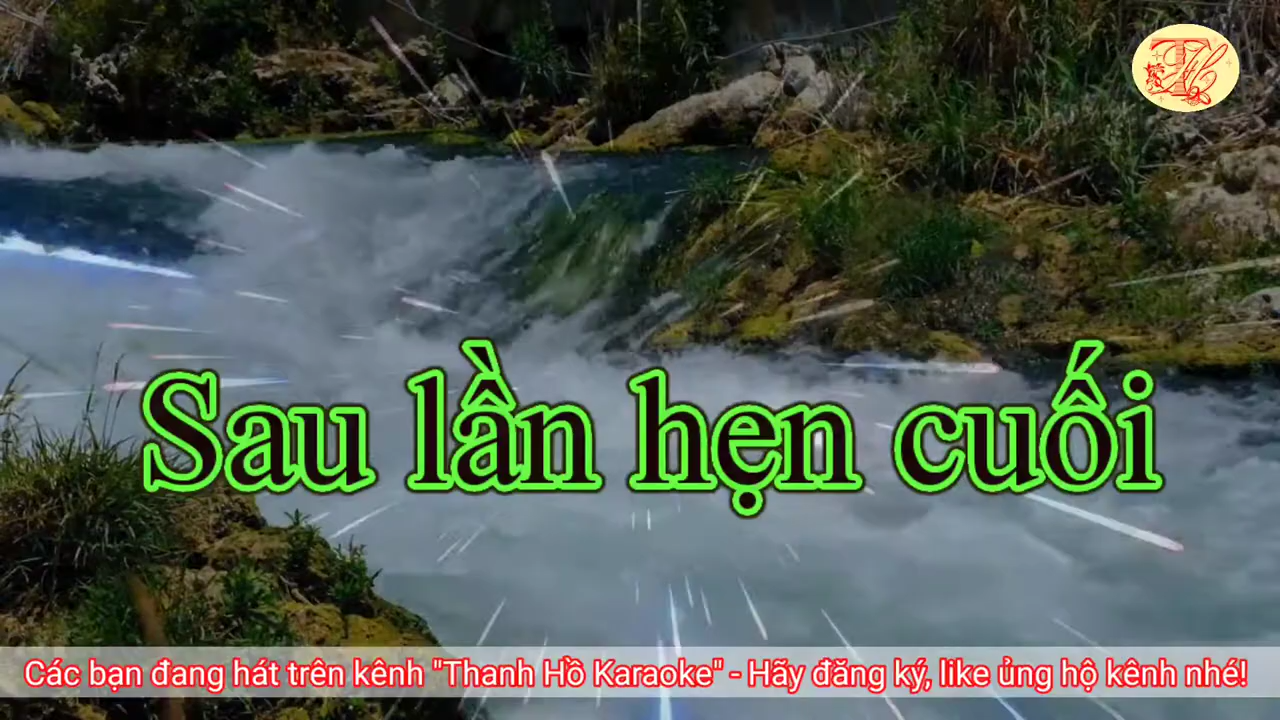 Sau lần hẹn cuối
Các bạn đang hát trên kênh "Thanh Hồ Karaoke" - Hãy đăng ký, like ủng hộ kênh nhé!